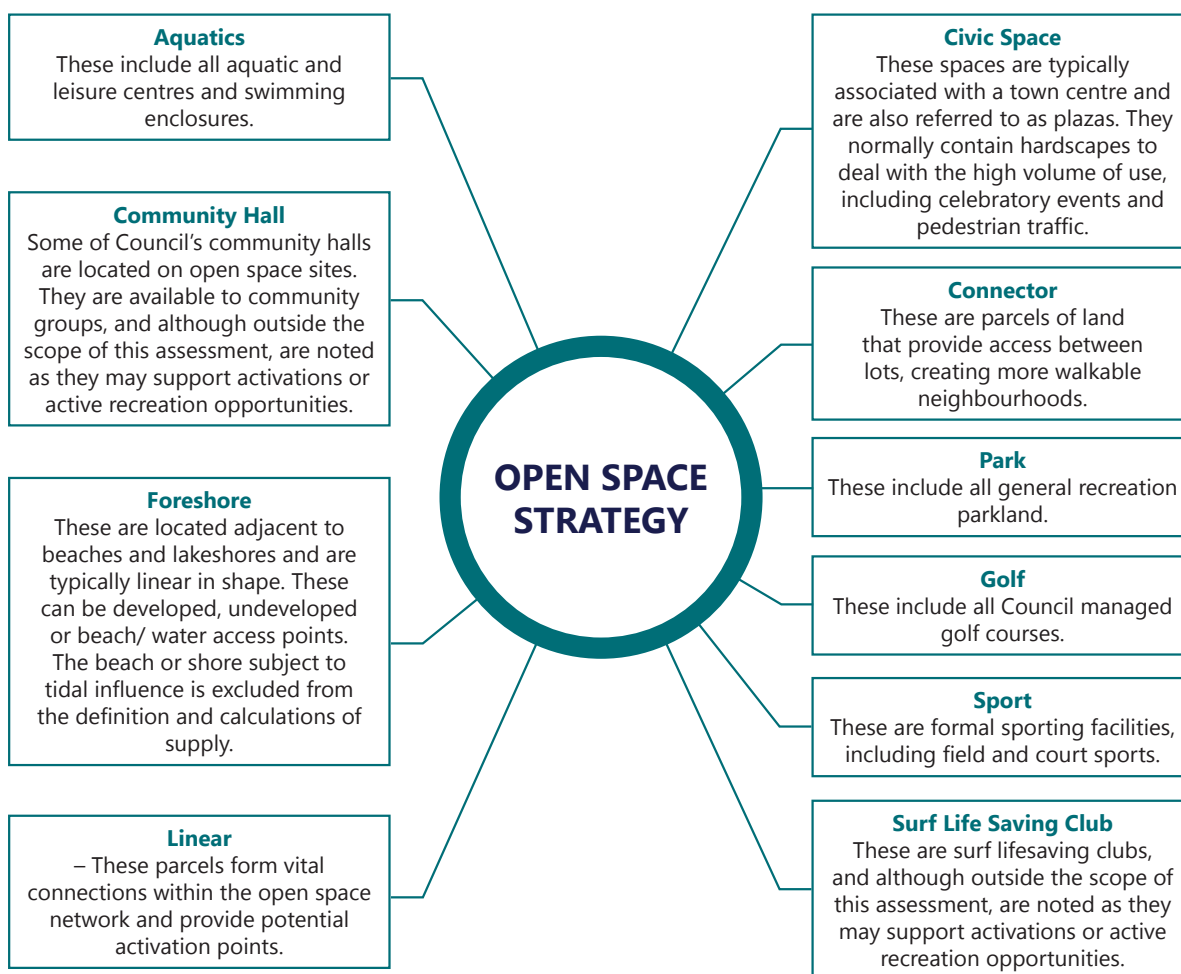 Aquatics
These include all aquatic and
leisure centres and swimming
enclosures.
Community Hall
Some of Council’s community halls
are located on open space sites.
They are available to community
groups, and although outside the
scope of this assessment, are noted
as they may support activations or
active recreation opportunities.
Foreshore
These are located adjacent to
beaches and lakeshores and are
typically linear in shape. These
can be developed, undeveloped
or beach/ water access points.
The beach or shore subject to
tidal influence is excluded from
the definition and calculations of
supply.
Linear
– These parcels form vital
connections within the open space
network and provide potential
activation points.
OPEN SPACE
STRATEGY
Civic Space
These spaces are typically
associated with a town centre and
are also referred to as plazas. They
normally contain hardscapes to
deal with the high volume of use,
including celebratory events and
pedestrian traffic.
Connector
These are parcels of land
that provide access between
lots, creating more walkable
neighbourhoods.
Park
These include all general recreation
parkland.
Golf
These include all Council managed
golf courses.
Sport
These are formal sporting facilities,
including field and court sports.
Surf Life Saving Club
These are surf lifesaving clubs,
and although outside the scope of
this assessment, are noted as they
may support activations or active
recreation opportunities.